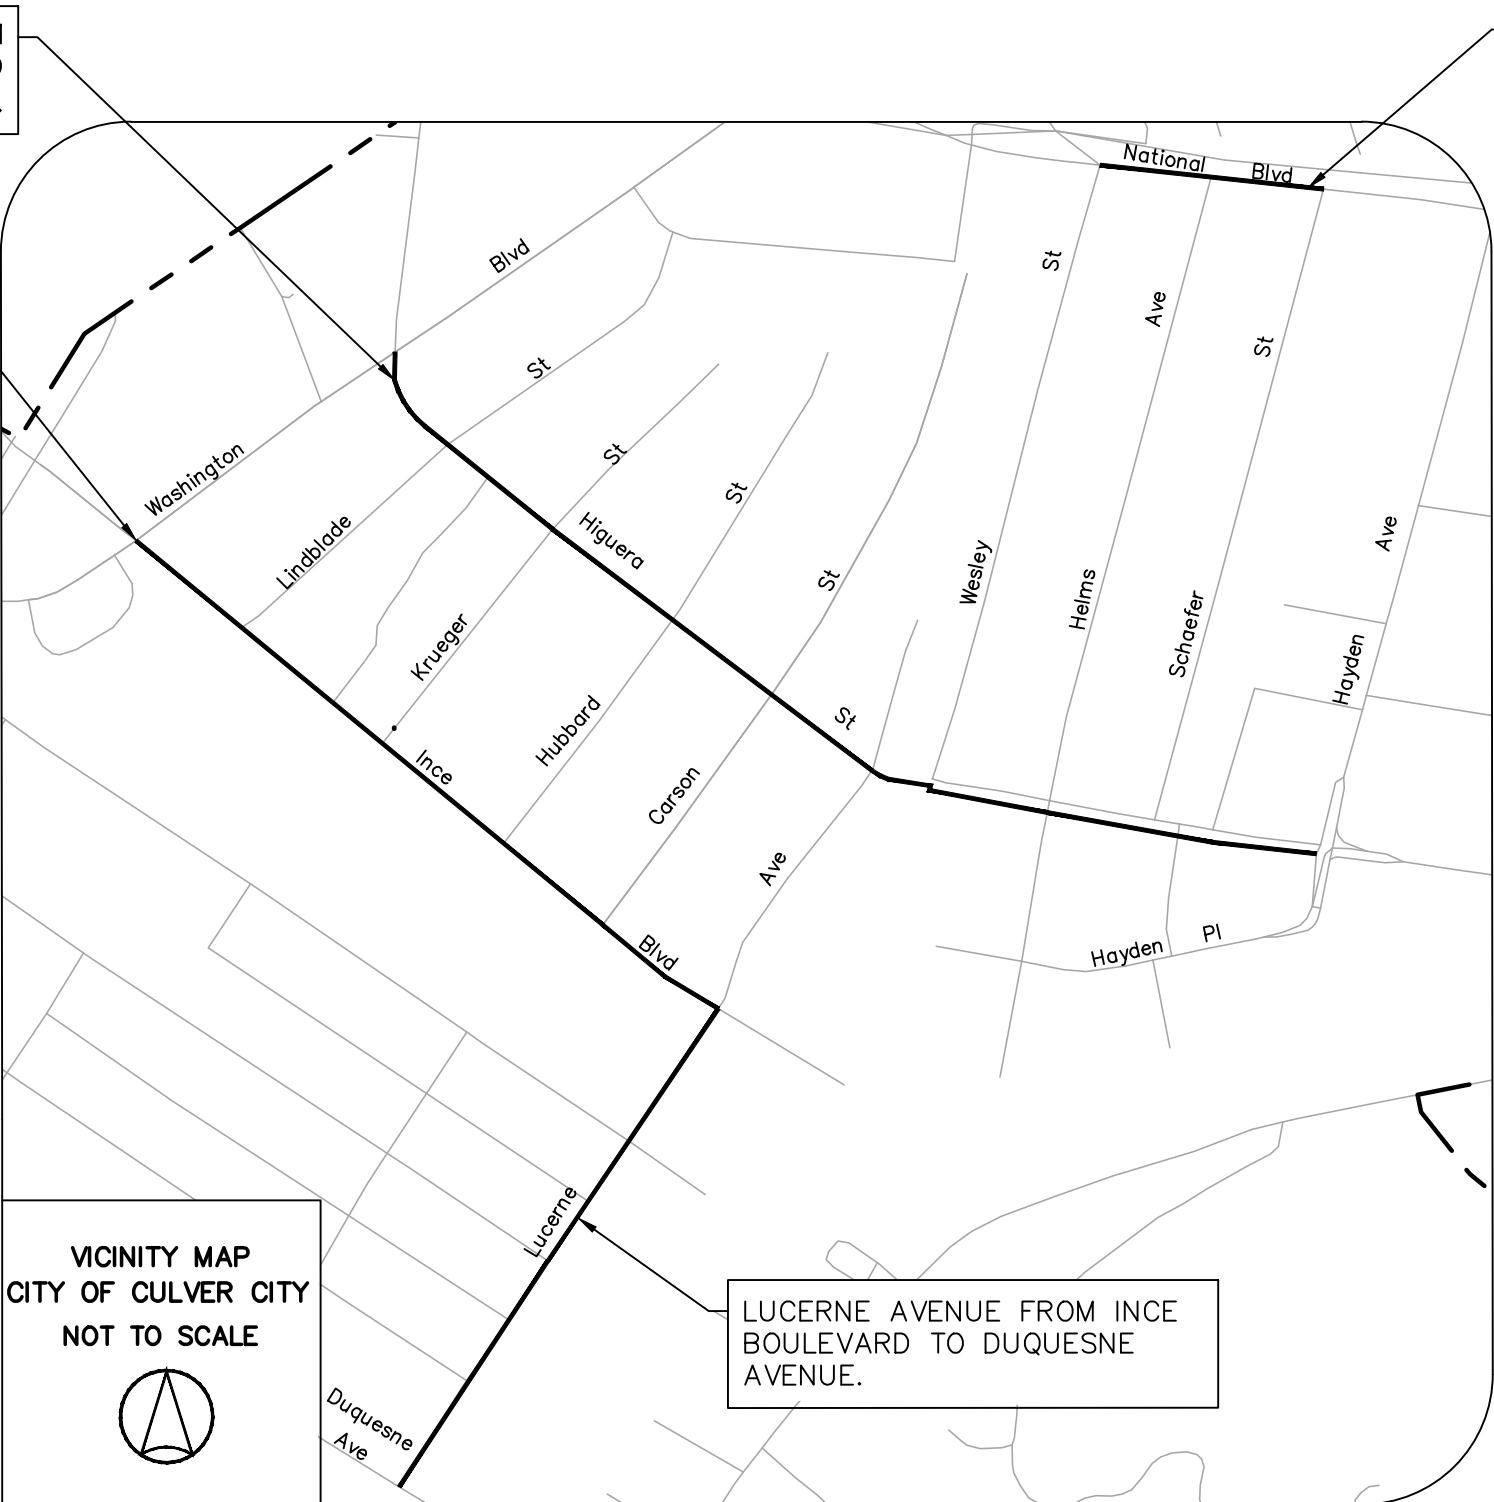 National Blvd
Blvd
St
Ave
St
St
St
St
Washington
Lindblade
Higuera
St
Ave
Wesley
Helms
Schaefer
Hayden
Krueger
Hubbard
St
Ince
Carson
Ave
Blvd
Hayden Pl
Lucerne
VICINITY MAP
CITY OF CULVER CITY
NOT TO SCALE
LUCERNE AVENUE FROM INCE
BOULEVARD TO DUQUESNE
AVENUE.
Duquesne
Ave